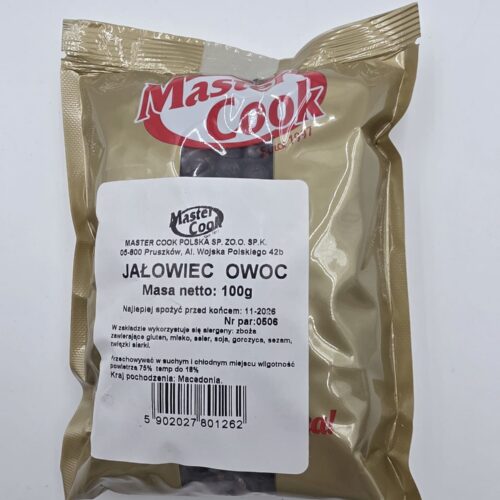 Master
Cook
Since 1991
Master
Cook
MASTER COOK POLSKA SP. ZO.O. SP.K.
05-800 Pruszków, Al. Wojska Polskiego 42b
JAŁOWIEC OWOC
Masa netto: 100g
Najlepiej spożyć przed końcem: 11-2026
Nr par:0506
W zakładzie wykorzystuje się alergeny: zboża
zawierające gluten, mleko, seler, soja, gorczyca, sezam,
związki siarki.
Przechowywać w suchym i chłodnym miejscu wilgotność
powietrza 75% temp do 18%
Kraj pochodzenia: Macedonia.
5 902027 801262